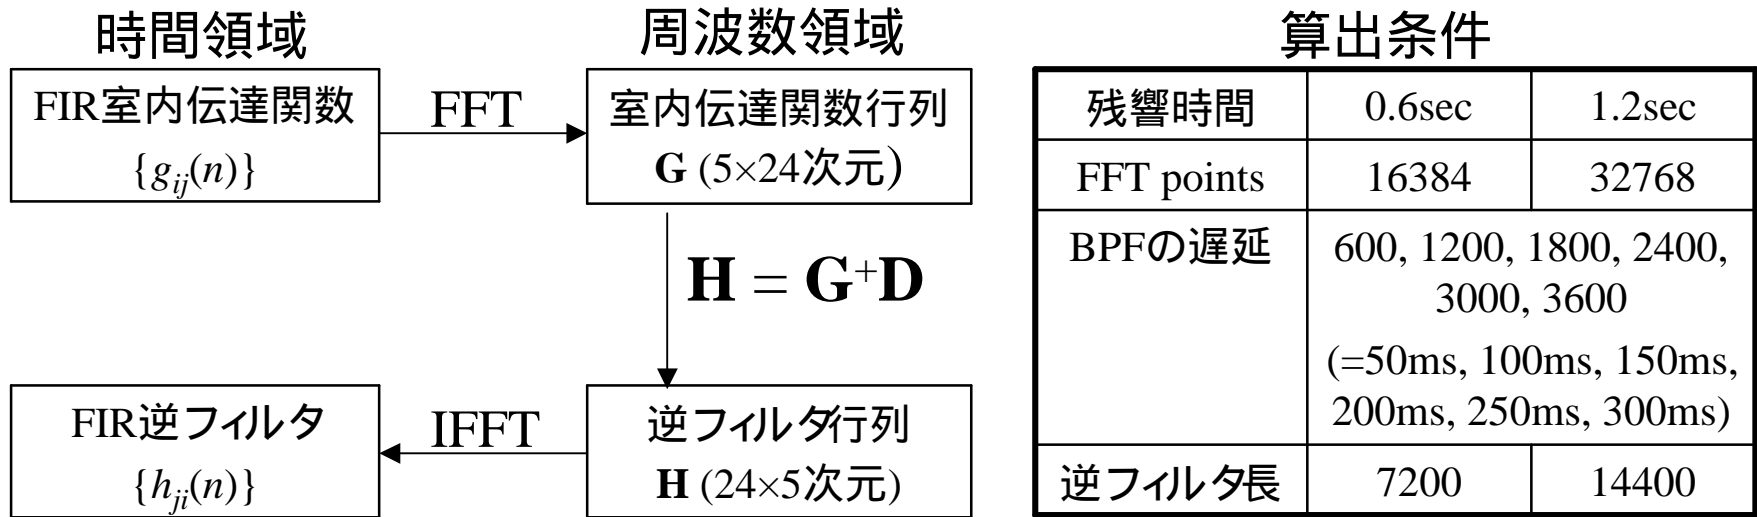 時間領域
FIR室内伝達関数
{g_ij(n)}
FFT
周波数領域
室内伝達関数行列
G (5×24次元)
H = G⁺D
逆フィルタ行列
H (24×5次元)
IFFT
FIR逆フィルタ
{h_ji(n)}
算出条件
残響時間 0.6sec 1.2sec
FFT points 16384 32768
BPFの遅延 600, 1200, 1800, 2400,
3000, 3600
(=50ms, 100ms, 150ms,
200ms, 250ms, 300ms)
逆フィルタ長 7200 14400